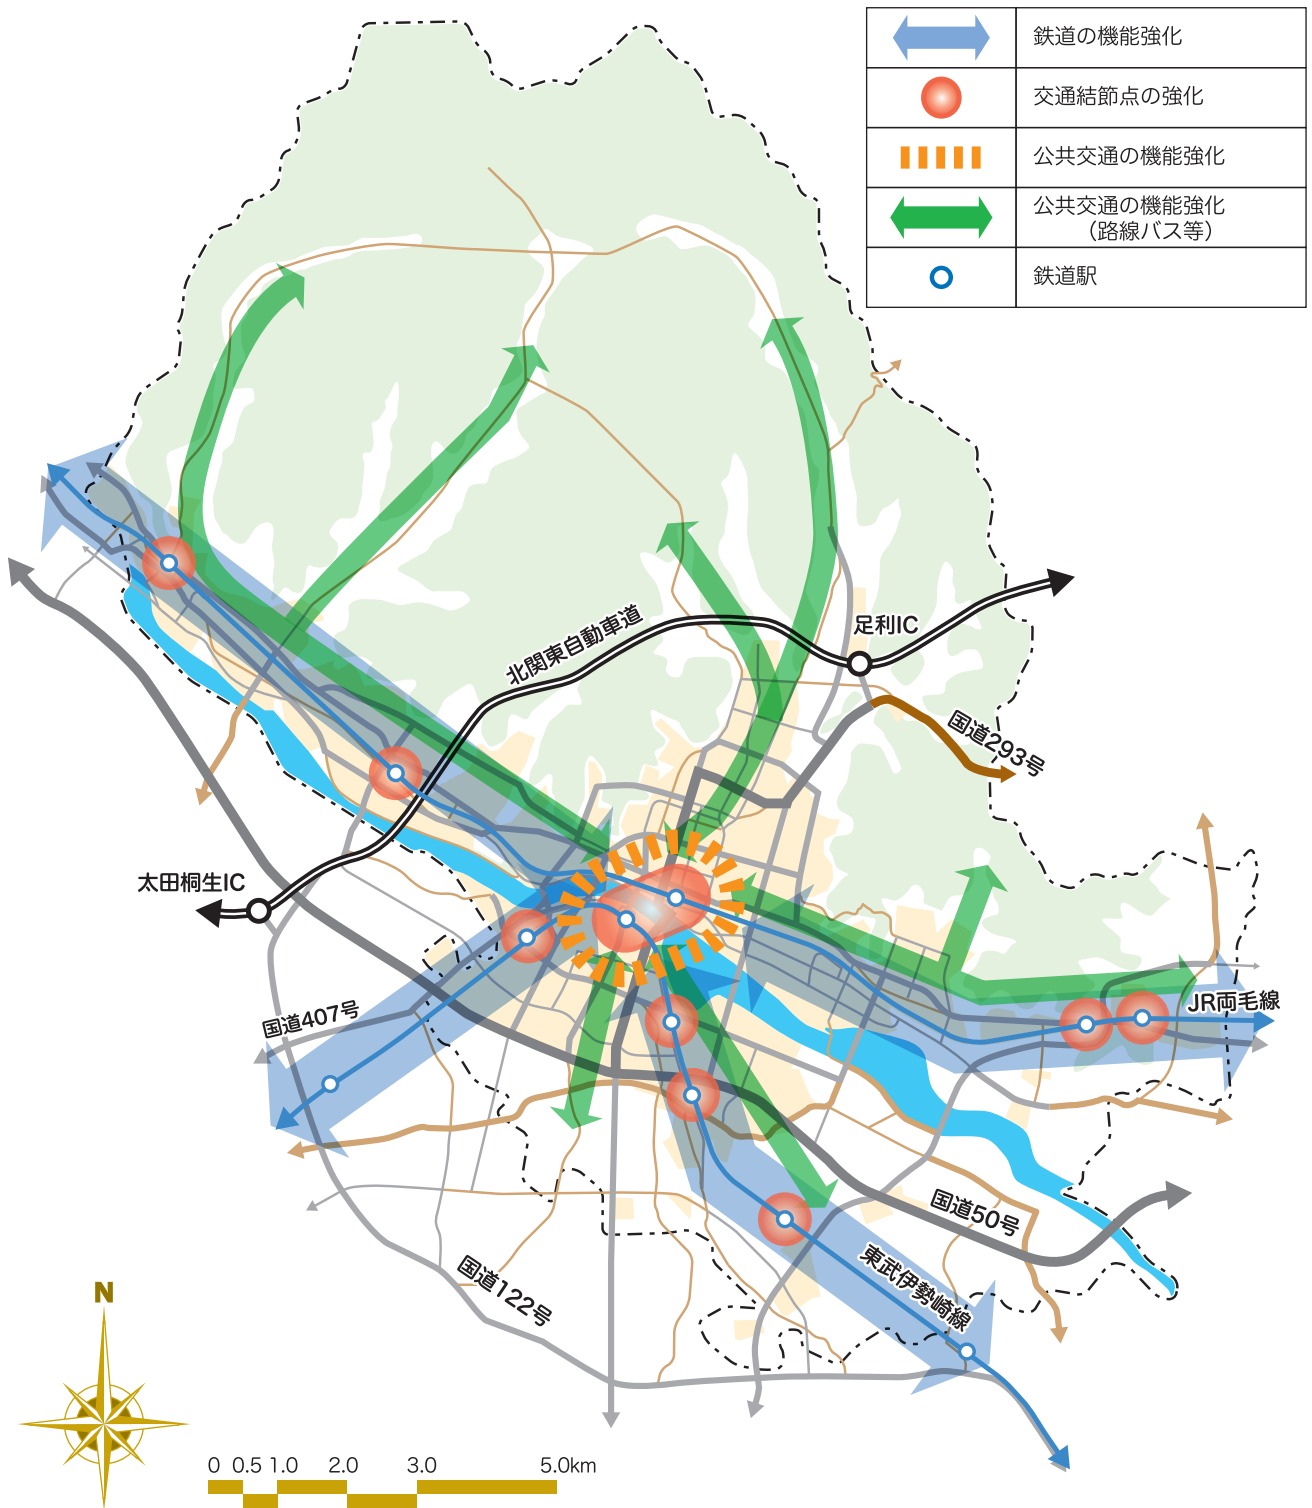 鉄道の機能強化
交通結節点の強化
公共交通の機能強化
公共交通の機能強化
（路線バス等）
鉄道駅
北関東自動車道
足利IC
国道293号
太田桐生IC
国道407号
JR両毛線
国道50号
東武伊勢崎線
国道122号
N
0 0.5 1.0 2.0 3.0 5.0km